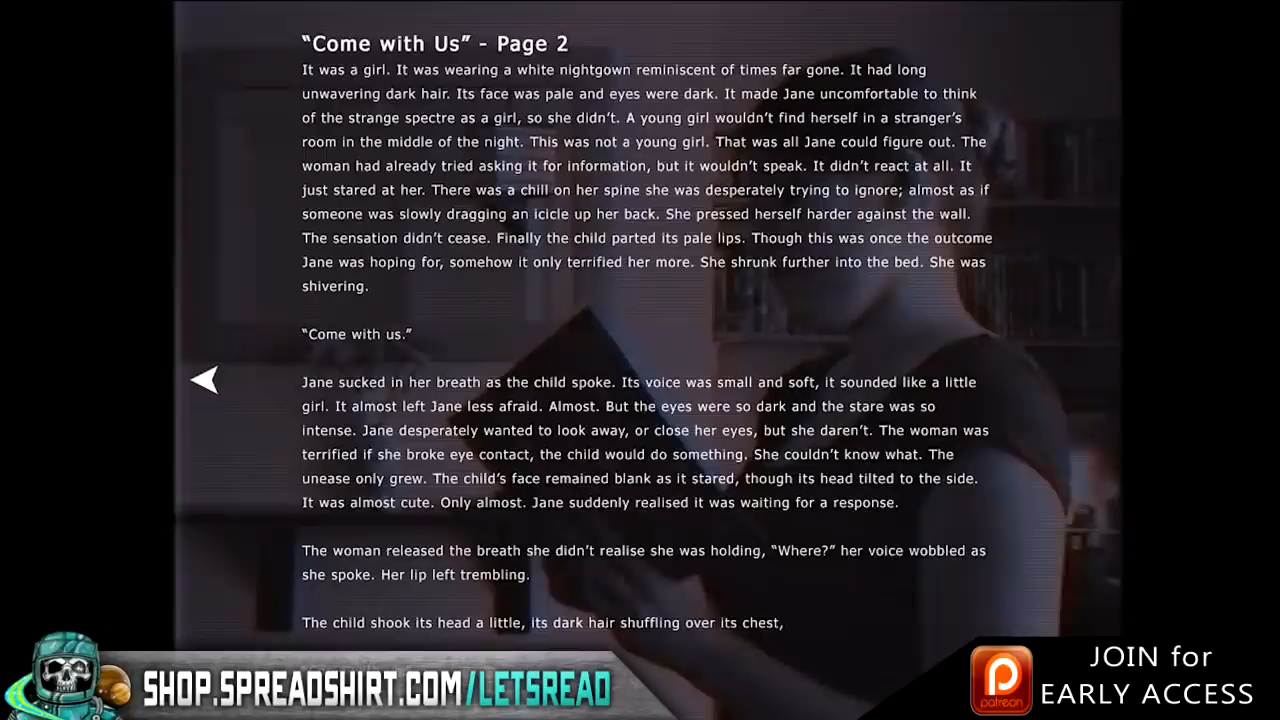 “Come with Us” - Page 2
It was a girl. It was wearing a white nightgown reminiscent of times far gone. It had long
unwavering dark hair. Its face was pale and eyes were dark. It made Jane uncomfortable to think
of the strange spectre as a girl, so she didn’t. A young girl wouldn’t find herself in a stranger’s
room in the middle of the night. This was not a young girl. That was all Jane could figure out. The
woman had already tried asking it for information, but it wouldn’t speak. It didn’t react at all. It
just stared at her. There was a chill on her spine she was desperately trying to ignore; almost as if
someone was slowly dragging an icicle up her back. She pressed herself harder against the wall.
The sensation didn’t cease. Finally the child parted its pale lips. Though this was once the outcome
Jane was hoping for, somehow it only terrified her more. She shrunk further into the bed. She was
shivering.
“Come with us.”
Jane sucked in her breath as the child spoke. Its voice was small and soft, it sounded like a little
girl. It almost left Jane less afraid. Almost. But the eyes were so dark and the stare was so
intense. Jane desperately wanted to look away, or close her eyes, but she daren’t. The woman was
terrified if she broke eye contact, the child would do something. She couldn’t know what. The
unease only grew. The child’s face remained blank as it stared, though its head tilted to the side.
It was almost cute. Only almost. Jane suddenly realised it was waiting for a response.
The woman released the breath she didn’t realise she was holding, “Where?” her voice wobbled as
she spoke. Her lip left trembling.
The child shook its head a little, its dark hair shuffling over its chest,
SHOP.SPREADSHIRT.COM/LETSREAD
patreon
JOIN for
EARLY ACCESS